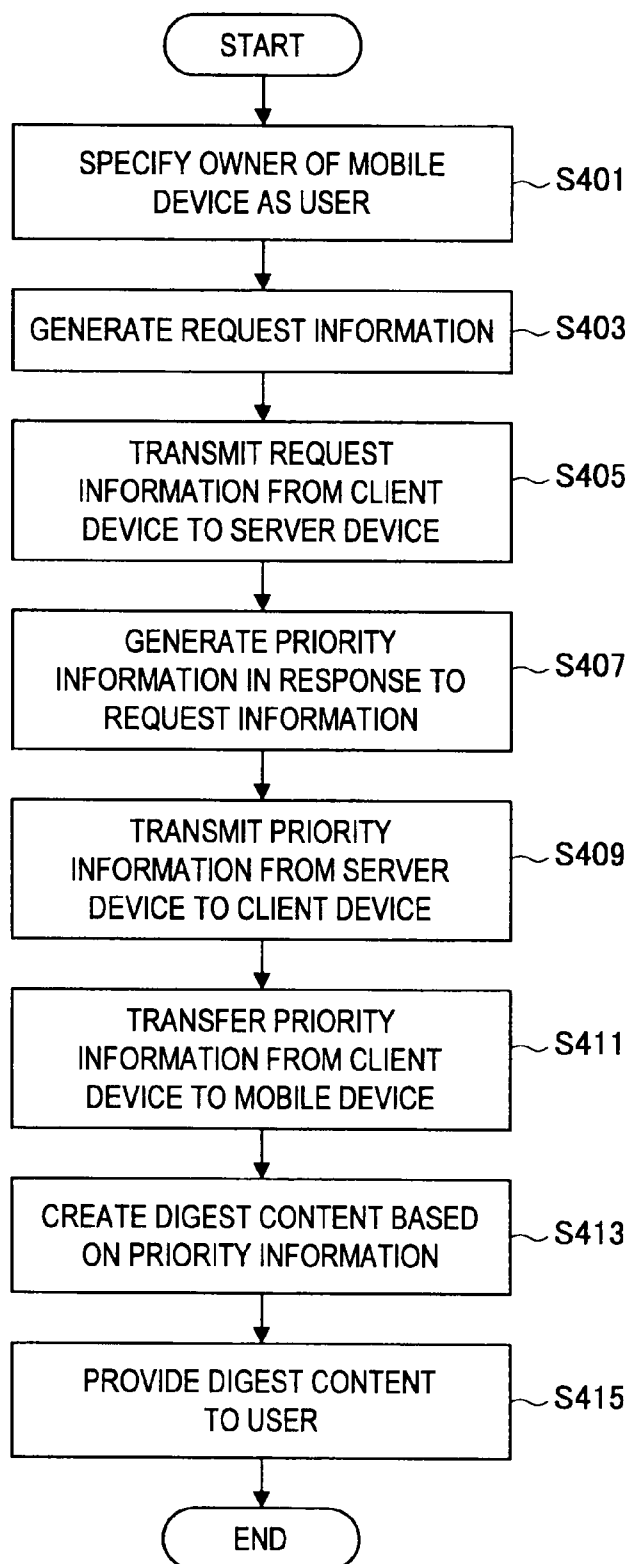 START
SPECIFY OWNER OF MOBILE
DEVICE AS USER
S401
GENERATE REQUEST INFORMATION
S403
TRANSMIT REQUEST
INFORMATION FROM CLIENT
DEVICE TO SERVER DEVICE
S405
GENERATE PRIORITY
INFORMATION IN RESPONSE TO
REQUEST INFORMATION
S407
TRANSMIT PRIORITY
INFORMATION FROM SERVER
DEVICE TO CLIENT DEVICE
S409
TRANSFER PRIORITY
INFORMATION FROM CLIENT
DEVICE TO MOBILE DEVICE
S411
CREATE DIGEST CONTENT BASED
ON PRIORITY INFORMATION
S413
PROVIDE DIGEST CONTENT
TO USER
S415
END